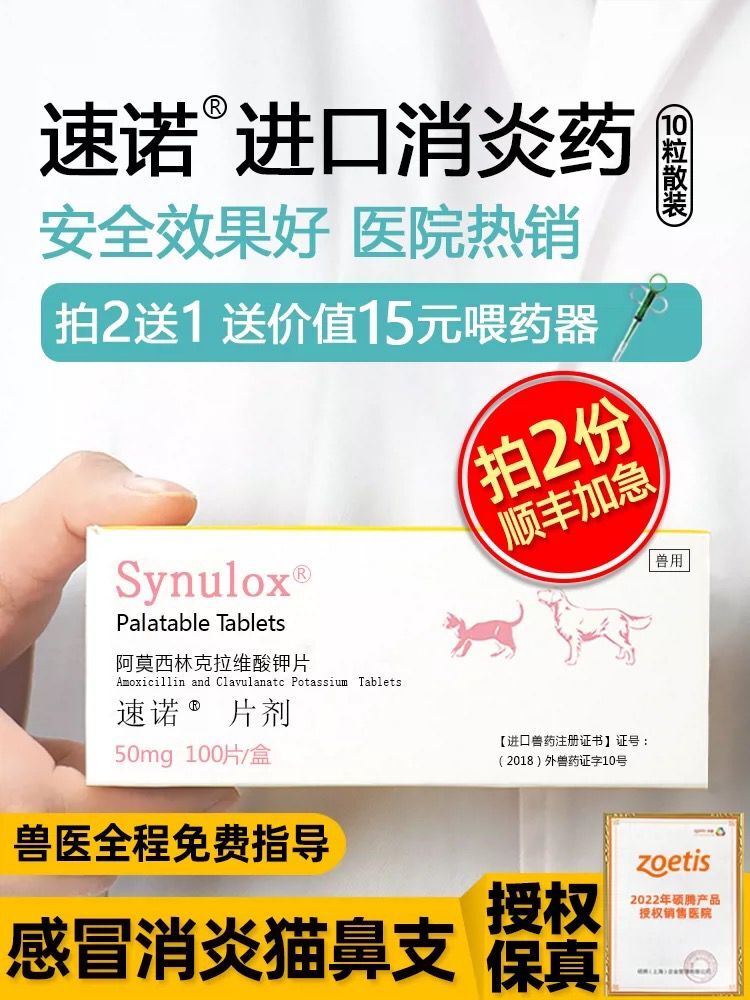 速诺® 进口消炎药
10粒散装
安全效果好 医院热销
拍2送1 送价值15元喂药器
拍2份
顺丰加急
兽用
Synulox®
Palatable Tablets
阿莫西林克拉维酸钾片
Amoxicillin and Clavulanatc Potassium Tablets
速诺® 片剂
50mg 100片/盒
【进口兽药注册证书】证号：
（2018）外兽药证字10号
兽医全程免费指导
感冒消炎猫鼻支
授权
保真
zoetis
2022年硕腾产品
授权销售医院